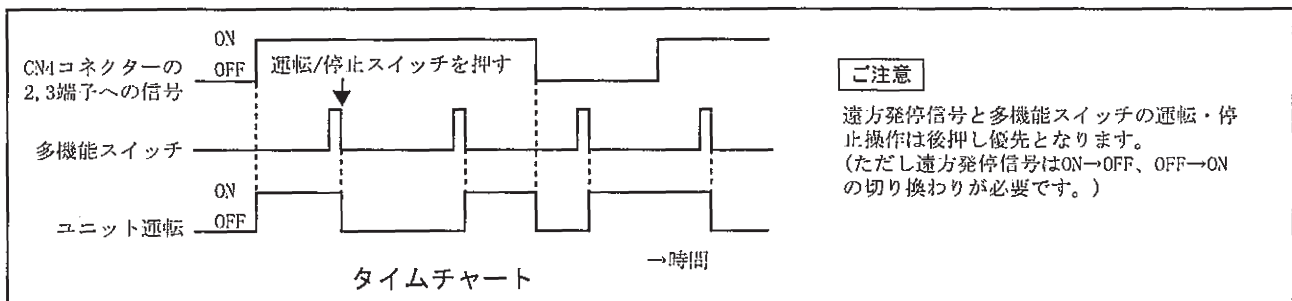 ON
OFF
CN4コネクターの
2,3端子への信号
運転/停止スイッチを押す
多機能スイッチ
ON
OFF
ユニット運転
→時間
タイムチャート
ご注意
遠方発停信号と多機能スイッチの運転・停
止操作は後押し優先となります。
(ただし遠方発停信号はON→OFF、OFF→ON
の切り換わりが必要です。)